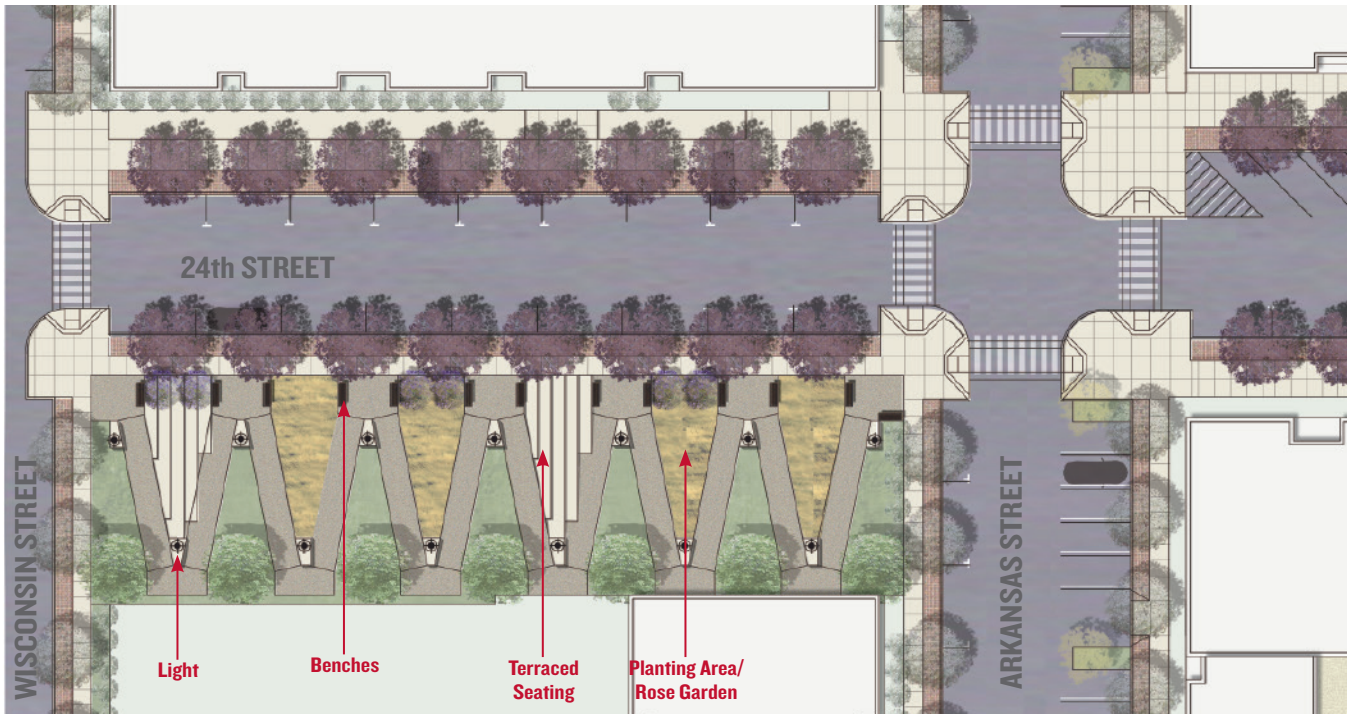 24th STREET
WISCONSIN STREET
ARKANSAS STREET
Light
Benches
Terraced
Seating
Planting Area/
Rose Garden